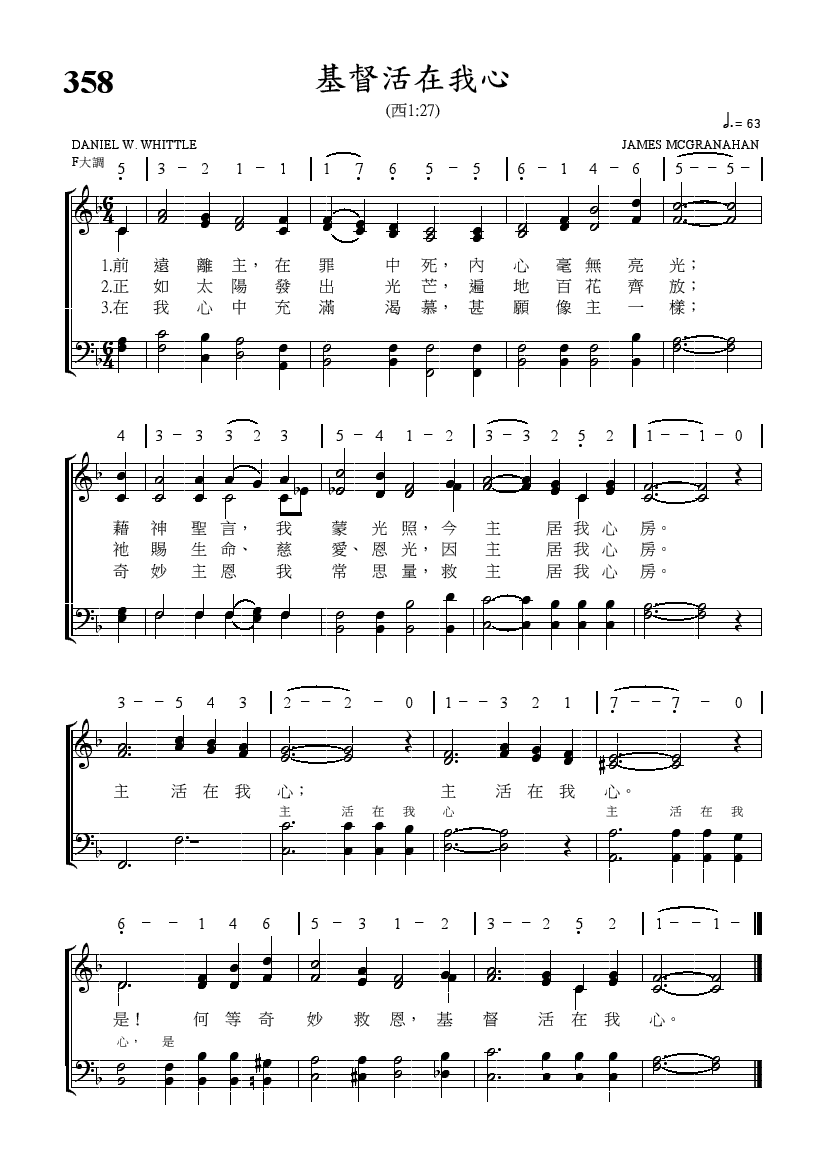 358
基督活在我心
(西1:27)
𝅗𝅥. = 63
DANIEL W. WHITTLE
JAMES MCGRANAHAN
F大調
5̣ | 3 – 2 1 – 1 | 1 7̣ 6̣ 5̣ – 5̣ | 6̣ – 1 4 – 6 | 5 – – 5 –
6/4
1.前 遠 離 主, 在 罪 中 死, 內 心 毫 無 亮 光;
2.正 如 太 陽 發 出 光 芒, 遍 地 百 花 齊 放;
3.在 我 心 中 充 滿 渴 慕, 甚 願 像 主 一 樣;
6/4
4 | 3 – 3 3 2 3 | 5 – 4 1 – 2 | 3 – 3 2 5̣ 2 | 1 – – 1 – 0 |
藉 神 聖 言, 我 蒙 光 照, 今 主 居 我 心 房。
祂 賜 生 命、 慈 愛、 恩 光, 因 主 居 我 心 房。
奇 妙 主 恩 我 常 思 量, 救 主 居 我 心 房。
3 – – 5 4 3 | 2 – – 2 – 0 | 1 – – 3 2 1 | 7̣ – – 7̣ – 0 |
主 活 在 我 心; 主 活 在 我 心。
主 活 在 我 心 主 活 在 我
6̣ – – 1 4 6 | 5 – 3 1 – 2 | 3 – – 2 5̣ 2 | 1 – – 1 –
是! 何 等 奇 妙 救 恩, 基 督 活 在 我 心。
心, 是